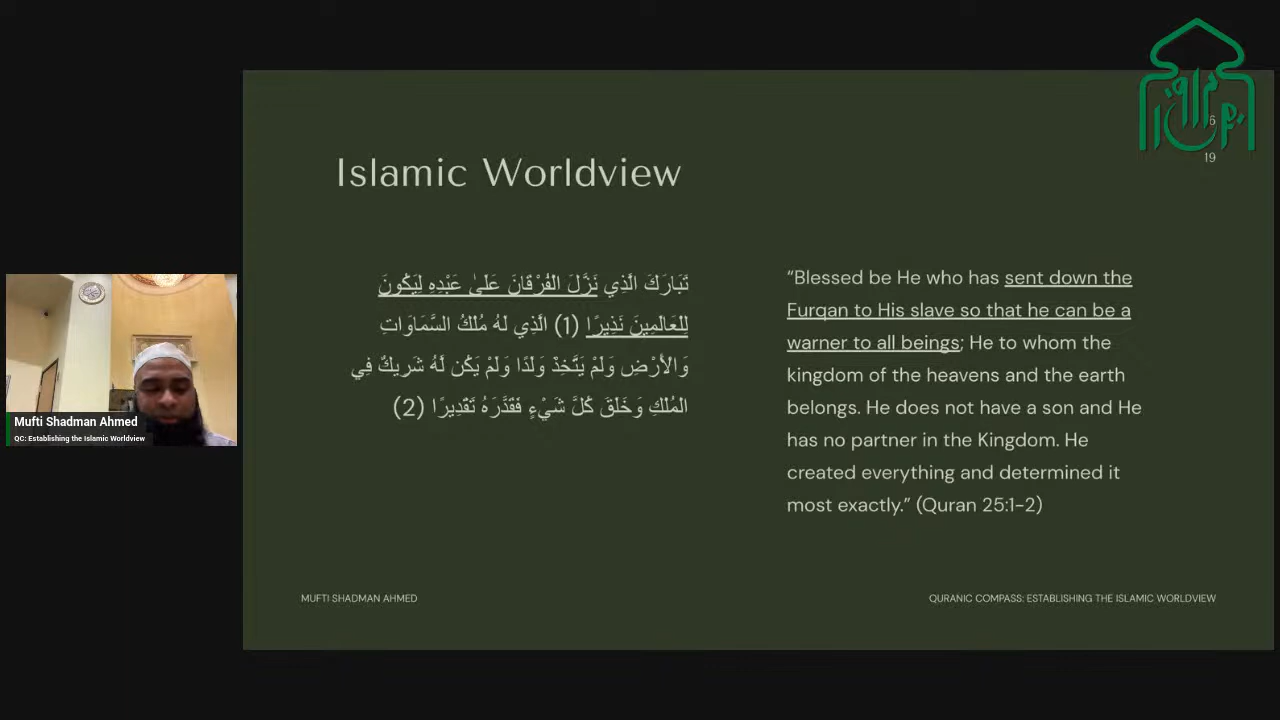 6
19
Islamic Worldview
تَبَارَكَ الَّذِي نَزَّلَ الْفُرْقَانَ عَلَىٰ عَبْدِهِ لِيَكُونَ
لِلْعَالَمِينَ نَذِيرًا (1) الَّذِي لَهُ مُلْكُ السَّمَاوَاتِ
وَالْأَرْضِ وَلَمْ يَتَّخِذْ وَلَدًا وَلَمْ يَكُن لَّهُ شَرِيكٌ فِي
الْمُلْكِ وَخَلَقَ كُلَّ شَيْءٍ فَقَدَّرَهُ تَقْدِيرًا (2)
“Blessed be He who has sent down the
Furqan to His slave so that he can be a
warner to all beings; He to whom the
kingdom of the heavens and the earth
belongs. He does not have a son and He
has no partner in the Kingdom. He
created everything and determined it
most exactly.” (Quran 25:1-2)
Mufti Shadman Ahmed
QC: Establishing the Islamic Worldview
MUFTI SHADMAN AHMED
QURANIC COMPASS: ESTABLISHING THE ISLAMIC WORLDVIEW